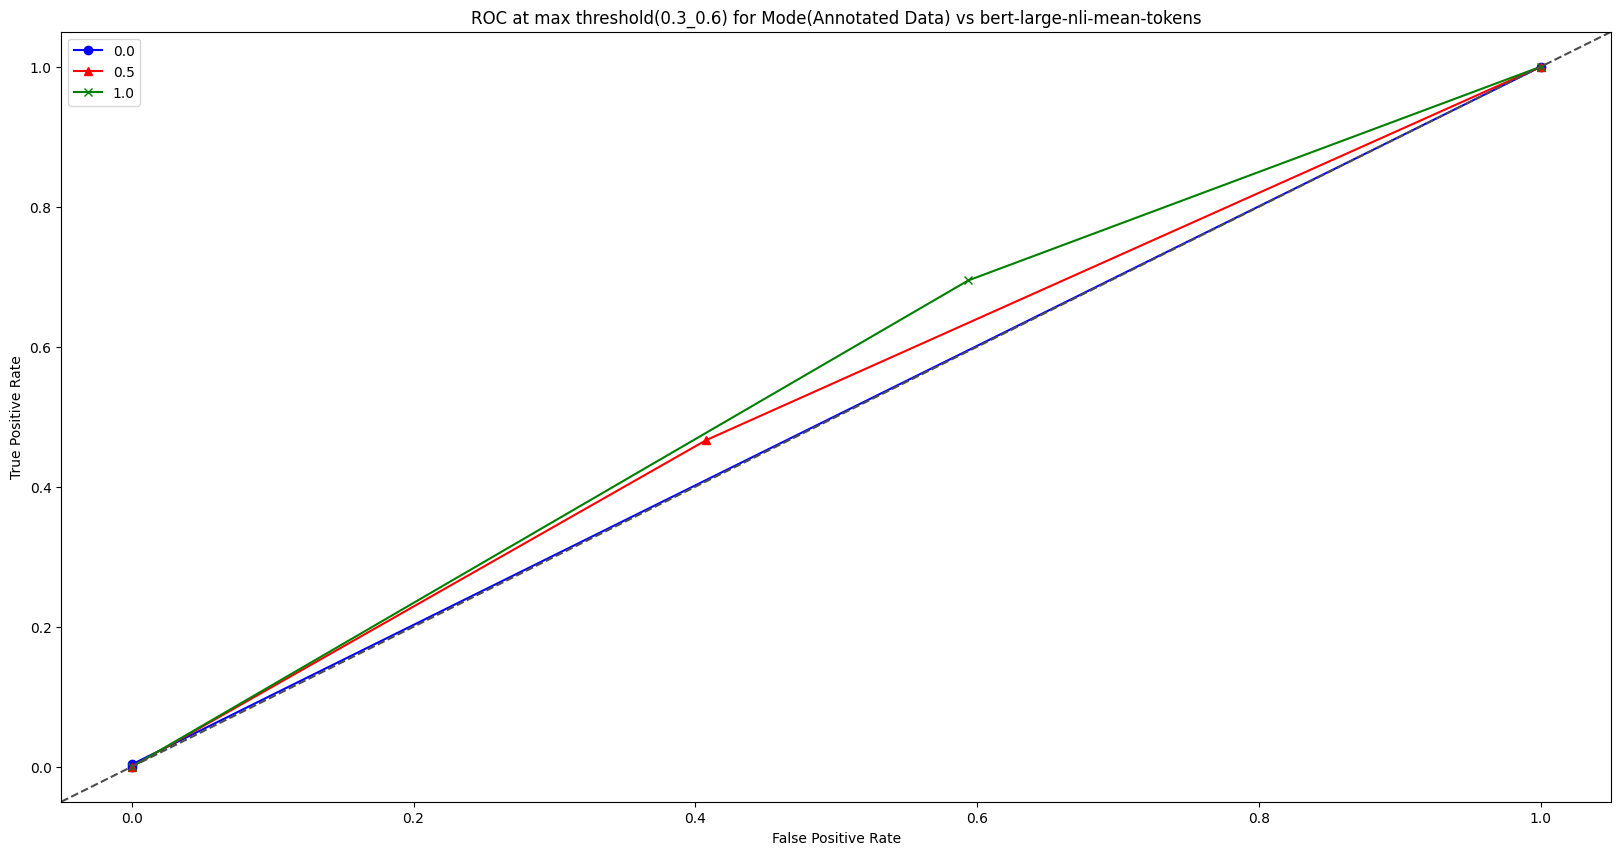 ROC at max threshold(0.3_0.6) for Mode(Annotated Data) vs bert-large-nli-mean-tokens
0.0
0.5
1.0
True Positive Rate
1.0
0.8
0.6
0.4
0.2
0.0
0.0 0.2 0.4 0.6 0.8 1.0
False Positive Rate